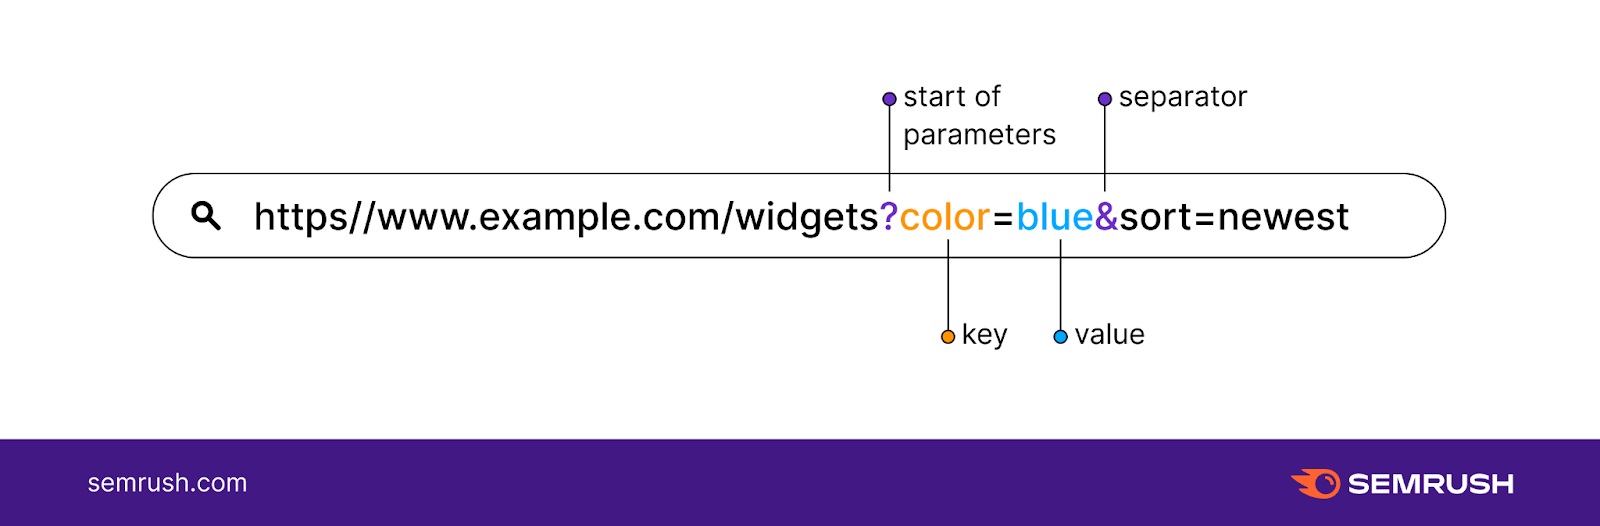 start of
parameters
separator
https//www.example.com/widgets?color=blue&sort=newest
key
value
semrush.com
SEMRUSH